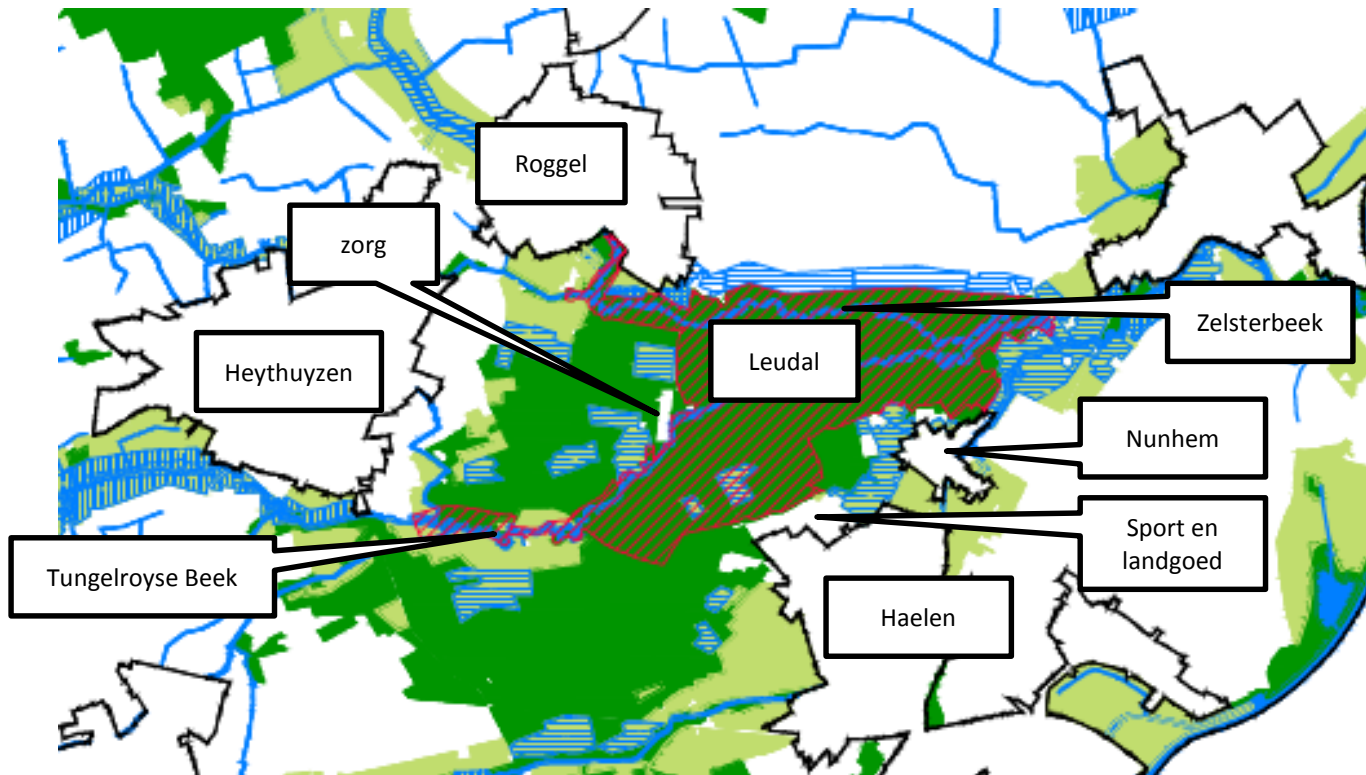 Roggel
zorg
Zelsterbeek
Leudal
Heythuyzen
Nunhem
Sport en
landgoed
Tungelroyse Beek
Haelen